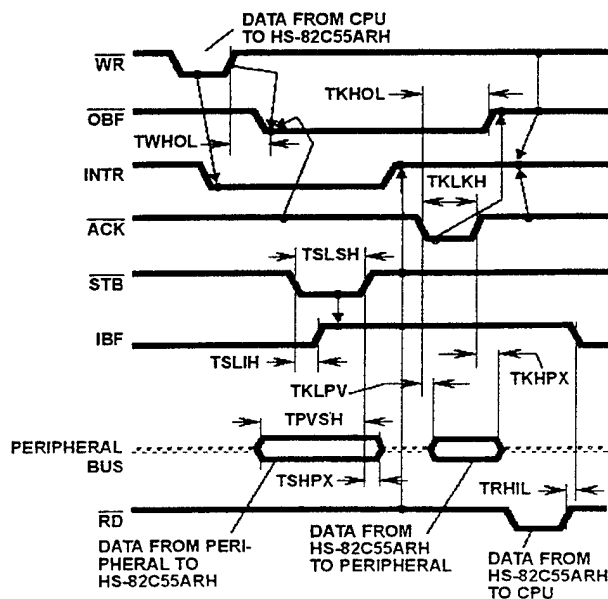 DATA FROM CPU
TO HS-82C55ARH
WR
TKHOL
OBF
TWHOL
INTR
TKLKH
ACK
TSLSH
STB
IBF
TSLIH
TKLPV
TKHPX
TPVSH
PERIPHERAL
BUS
TSHPX
TRHIL
RD
DATA FROM PERI-
PHERAL TO
HS-82C55ARH
DATA FROM
HS-82C55ARH
TO PERIPHERAL
DATA FROM
HS-82C55ARH
TO CPU